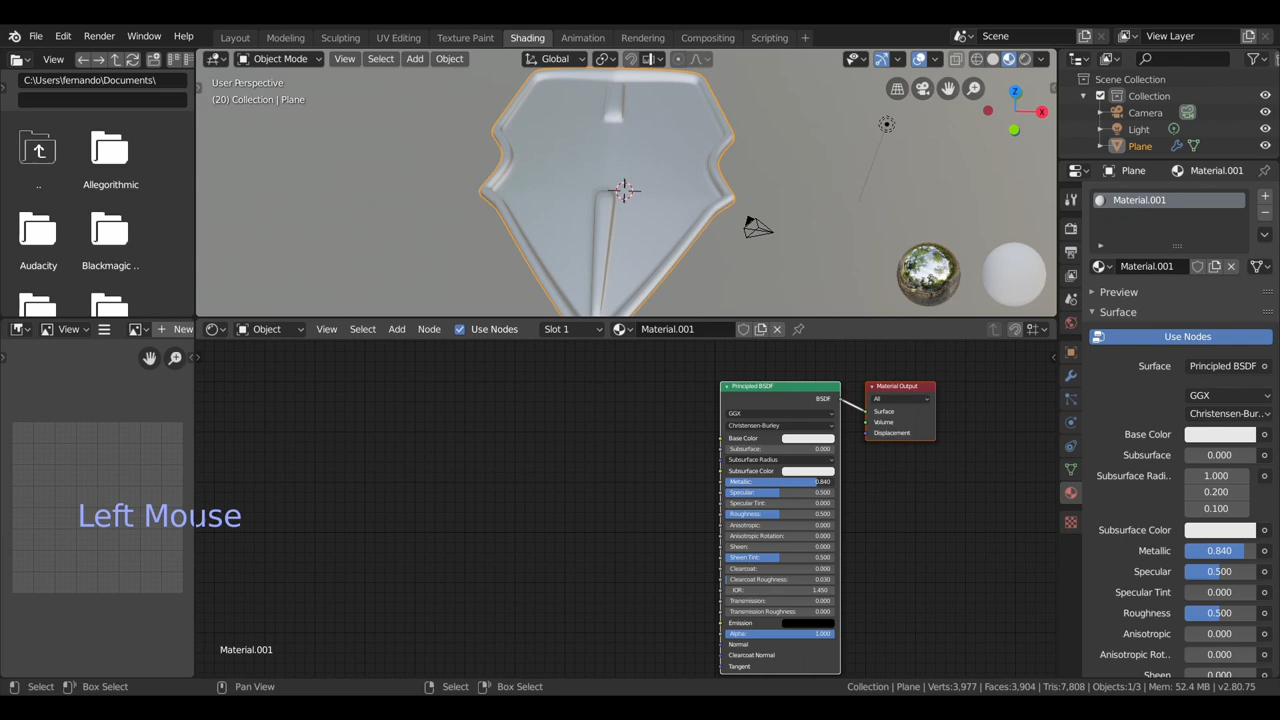 File Edit Render Window Help
Layout Modeling Sculpting UV Editing Texture Paint Shading Animation Rendering Compositing Scripting
Scene View Layer
View
Object Mode View Select Add Object Global
C:\Users\fernando\Documents\
User Perspective
(20) Collection | Plane
..
Allegorithmic
Audacity
Blackmagic ..
Scene Collection
Collection
Camera
Light
Plane
Plane Material.001
Material.001
Material.001
Preview
Surface
Use Nodes
Surface Principled BSDF
GGX
Christensen-Bur..
Base Color
Subsurface 0.000
Subsurface Radi.. 1.000
0.200
0.100
Subsurface Color
Metallic 0.840
Specular 0.500
Specular Tint 0.000
Roughness 0.500
Anisotropic 0.000
Anisotropic Rot.. 0.000
Sheen 0.000
View New
Object View Select Add Node Use Nodes Slot 1 Material.001
Left Mouse
Principled BSDF
BSDF
GGX
Christensen-Burley
Base Color
Subsurface: 0.000
Subsurface Radius
Subsurface Color
Metallic: 0.840
Specular: 0.500
Specular Tint: 0.000
Roughness: 0.500
Anisotropic: 0.000
Anisotropic Rotation: 0.000
Sheen: 0.000
Sheen Tint: 0.500
Clearcoat: 0.000
Clearcoat Roughness: 0.030
IOR: 1.450
Transmission: 0.000
Transmission Roughness: 0.000
Emission
Alpha: 1.000
Normal
Clearcoat Normal
Tangent
Material Output
All
Surface
Volume
Displacement
Material.001
Select Box Select Pan View Select Box Select
Collection | Plane | Verts:3,977 | Faces:3,904 | Tris:7,808 | Objects:1/3 | Mem: 52.4 MB | v2.80.75